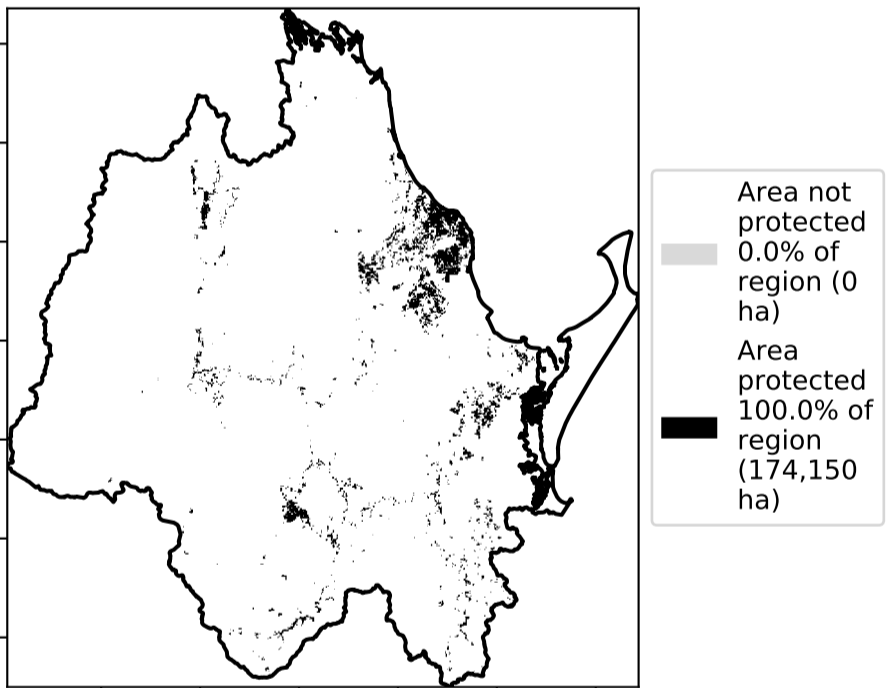 Area not
protected
0.0% of
region (0
ha)
Area
protected
100.0% of
region
(174,150
ha)